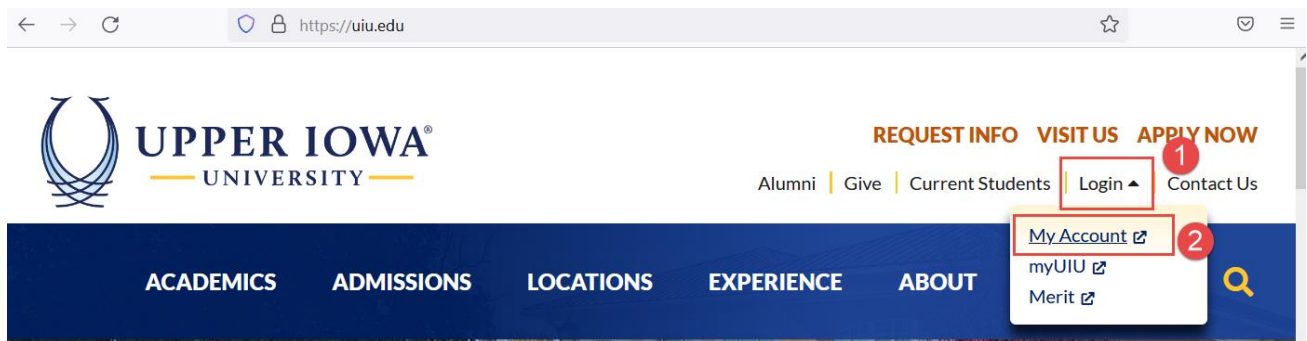 https://uiu.edu
UPPER IOWA®
UNIVERSITY
REQUEST INFO VISIT US APPLY NOW
1
Alumni Give Current Students Login Contact Us
My Account
2
myUIU
Merit
ACADEMICS ADMISSIONS LOCATIONS EXPERIENCE ABOUT